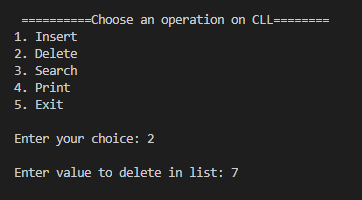 ==========Choose an operation on CLL========
1. Insert
2. Delete
3. Search
4. Print
5. Exit
Enter your choice: 2
Enter value to delete in list: 7